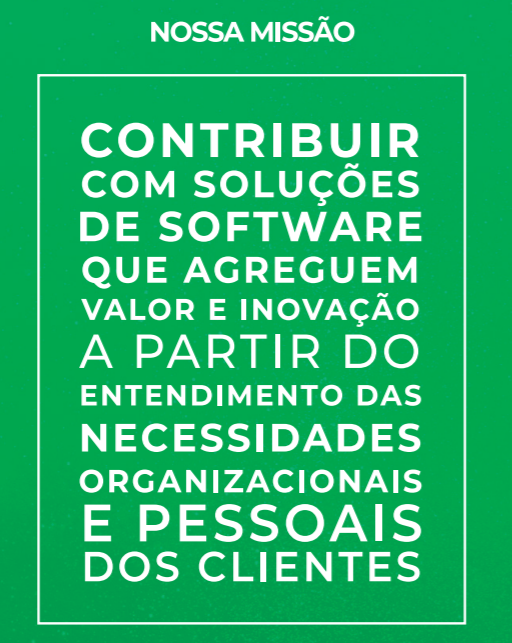 NOSSA MISSÃO
CONTRIBUIR
COM SOLUÇÕES
DE SOFTWARE
QUE AGREGUEM
VALOR E INOVAÇÃO
A PARTIR DO
ENTENDIMENTO DAS
NECESSIDADES
ORGANIZACIONAIS
E PESSOAIS
DOS CLIENTES